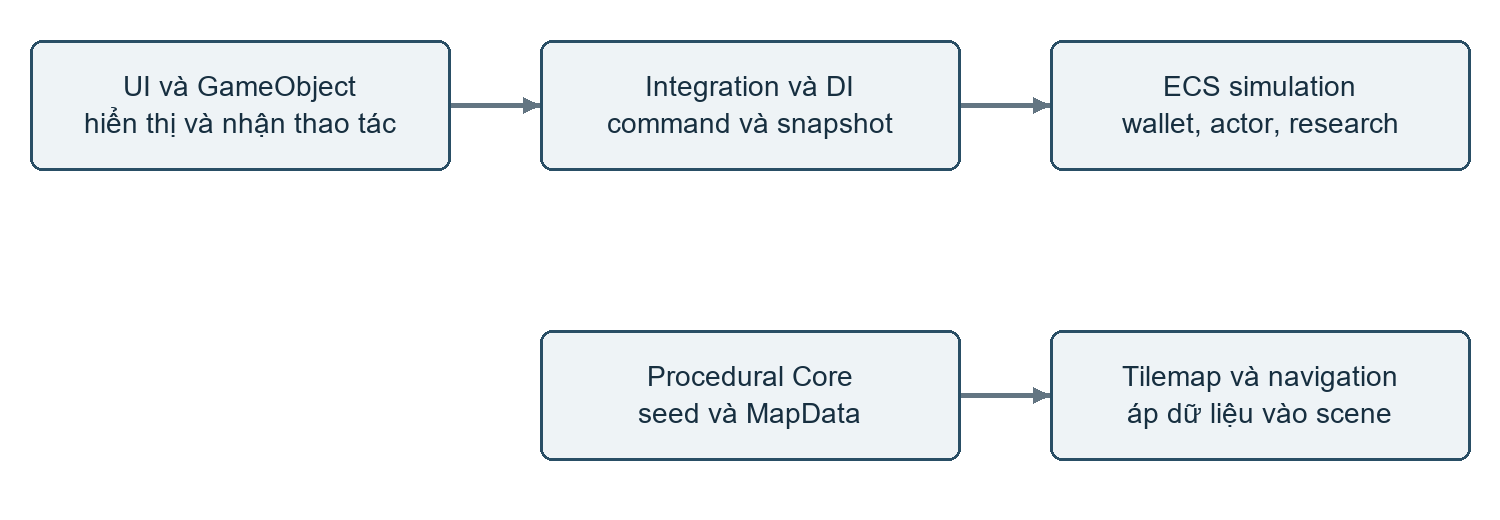 UI và GameObject
hiển thị và nhận thao tác
Integration và DI
command và snapshot
ECS simulation
wallet, actor, research
Procedural Core
seed và MapData
Tilemap và navigation
áp dữ liệu vào scene